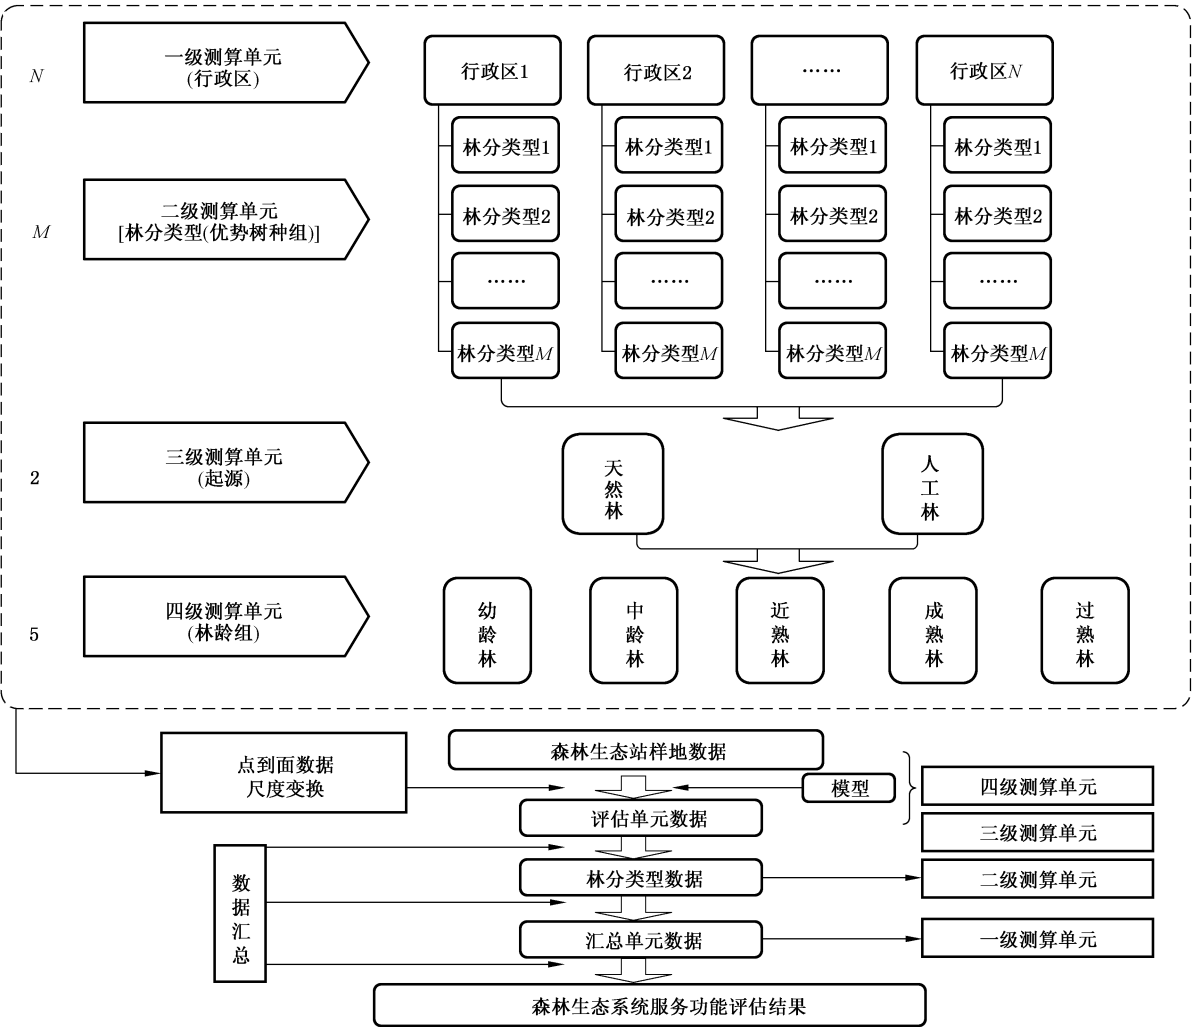 N
一级测算单元
(行政区)
行政区1
行政区2
……
行政区N
林分类型1
林分类型1
林分类型1
林分类型1
M
二级测算单元
[林分类型(优势树种组)]
林分类型2
林分类型2
林分类型2
林分类型2
……
……
……
……
林分类型M
林分类型M
林分类型M
林分类型M
2
三级测算单元
(起源)
天然林
人工林
5
四级测算单元
(林龄组)
幼龄林
中龄林
近熟林
成熟林
过熟林
点到面数据
尺度变换
森林生态站样地数据
模型
四级测算单元
评估单元数据
三级测算单元
数据汇总
林分类型数据
二级测算单元
汇总单元数据
一级测算单元
森林生态系统服务功能评估结果